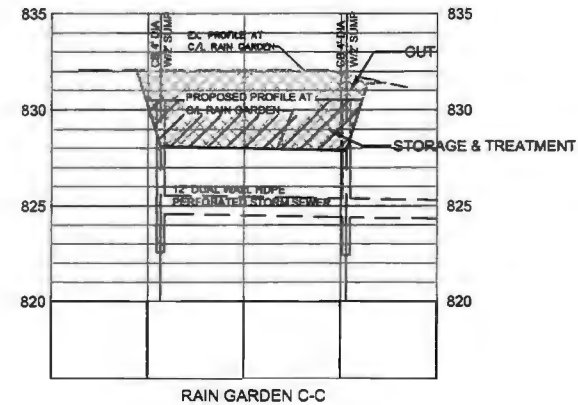 835
835
CB 4' DIA
W/2' SUMP
EX. PROFILE AT
C/L RAIN GARDEN
CB 4' DIA
W/2' SUMP
CUT
830
830
PROPOSED PROFILE AT
C/L RAIN GARDEN
STORAGE & TREATMENT
825
825
12" DUAL WALL HDPE
PERFORATED STORM SEWER
820
820
RAIN GARDEN C-C